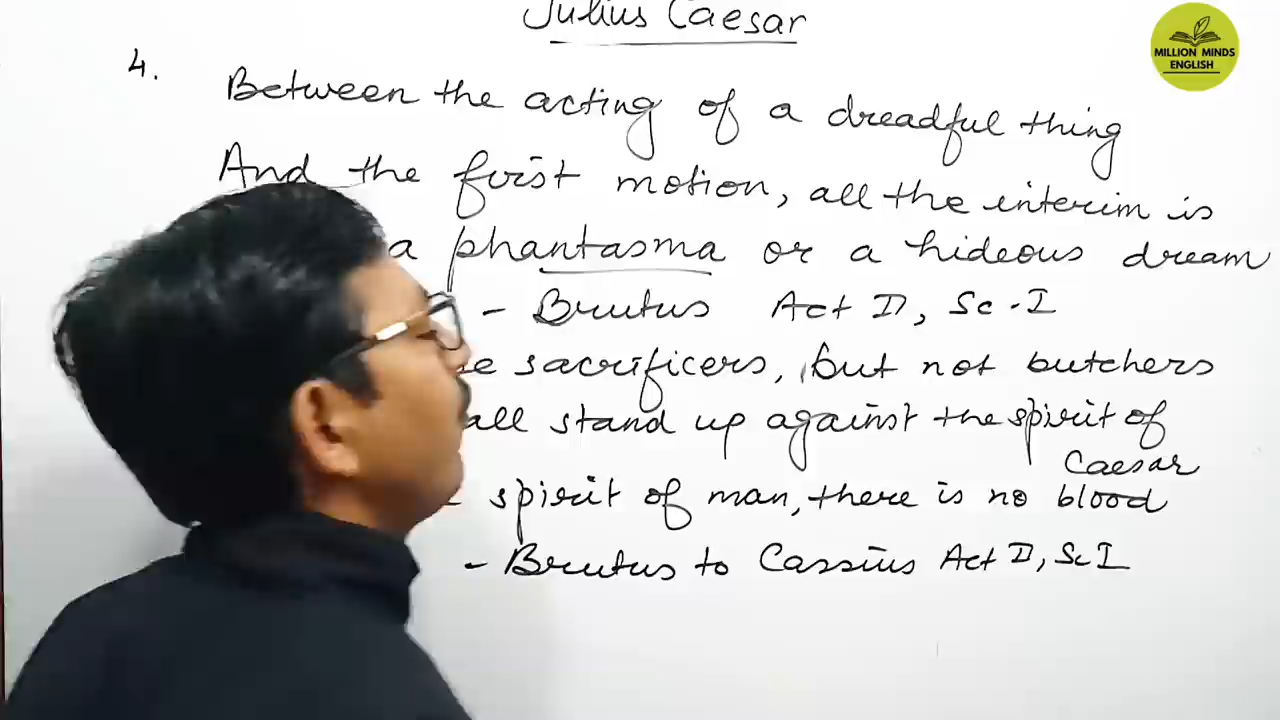 Julius Caesar
MILLION MINDS
ENGLISH
4.
Between the acting of a dreadful thing
And the first motion, all the interim is
a phantasma or a hideous dream
- Brutus Act II, Sc. I
sacrificers, but not butchers
all stand up against the spirit of
Caesar
spirit of man, there is no blood
- Brutus to Cassius Act II, Sc I